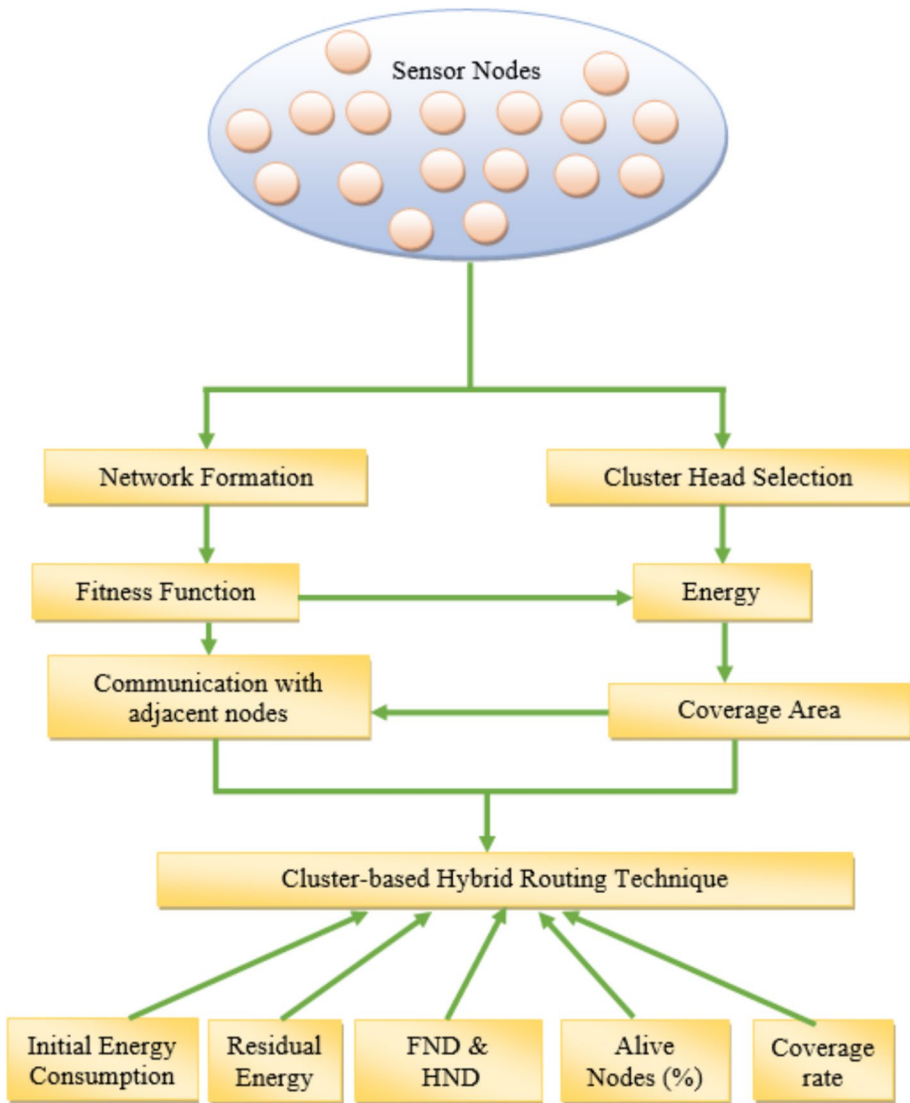 Sensor Nodes
Network Formation
Cluster Head Selection
Fitness Function
Energy
Communication with
adjacent nodes
Coverage Area
Cluster-based Hybrid Routing Technique
Initial Energy
Consumption
Residual
Energy
FND &
HND
Alive
Nodes (%)
Coverage
rate